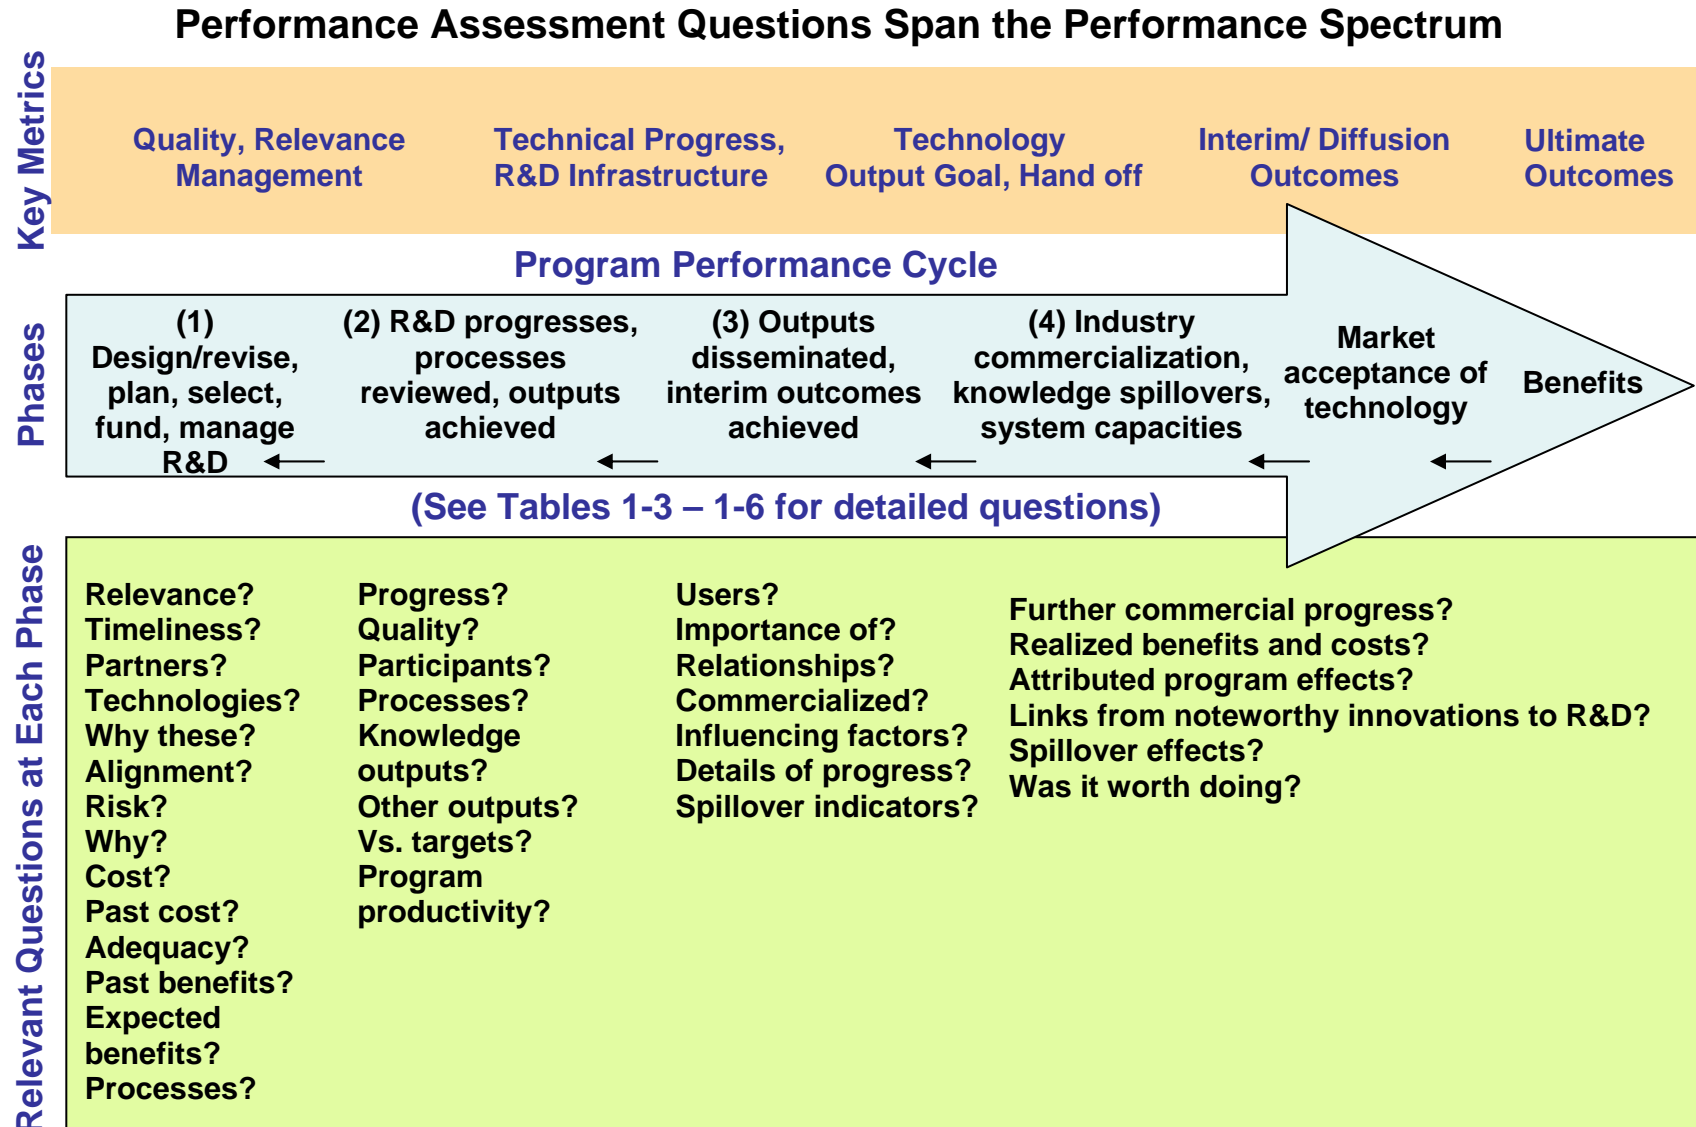 Performance Assessment Questions Span the Performance Spectrum
Key Metrics
Quality, Relevance
Management
Technical Progress,
R&D Infrastructure
Technology
Output Goal, Hand off
Interim/ Diffusion
Outcomes
Ultimate
Outcomes
Program Performance Cycle
Phases
(1)
Design/revise,
plan, select,
fund, manage
R&D
(2) R&D progresses,
processes
reviewed, outputs
achieved
(3) Outputs
disseminated,
interim outcomes
achieved
(4) Industry
commercialization,
knowledge spillovers,
system capacities
Market
acceptance of
technology
Benefits
(See Tables 1-3 – 1-6 for detailed questions)
Relevant Questions at Each Phase
Relevance?
Timeliness?
Partners?
Technologies?
Why these?
Alignment?
Risk?
Why?
Cost?
Past cost?
Adequacy?
Past benefits?
Expected
benefits?
Processes?
Progress?
Quality?
Participants?
Processes?
Knowledge
outputs?
Other outputs?
Vs. targets?
Program
productivity?
Users?
Importance of?
Relationships?
Commercialized?
Influencing factors?
Details of progress?
Spillover indicators?
Further commercial progress?
Realized benefits and costs?
Attributed program effects?
Links from noteworthy innovations to R&D?
Spillover effects?
Was it worth doing?